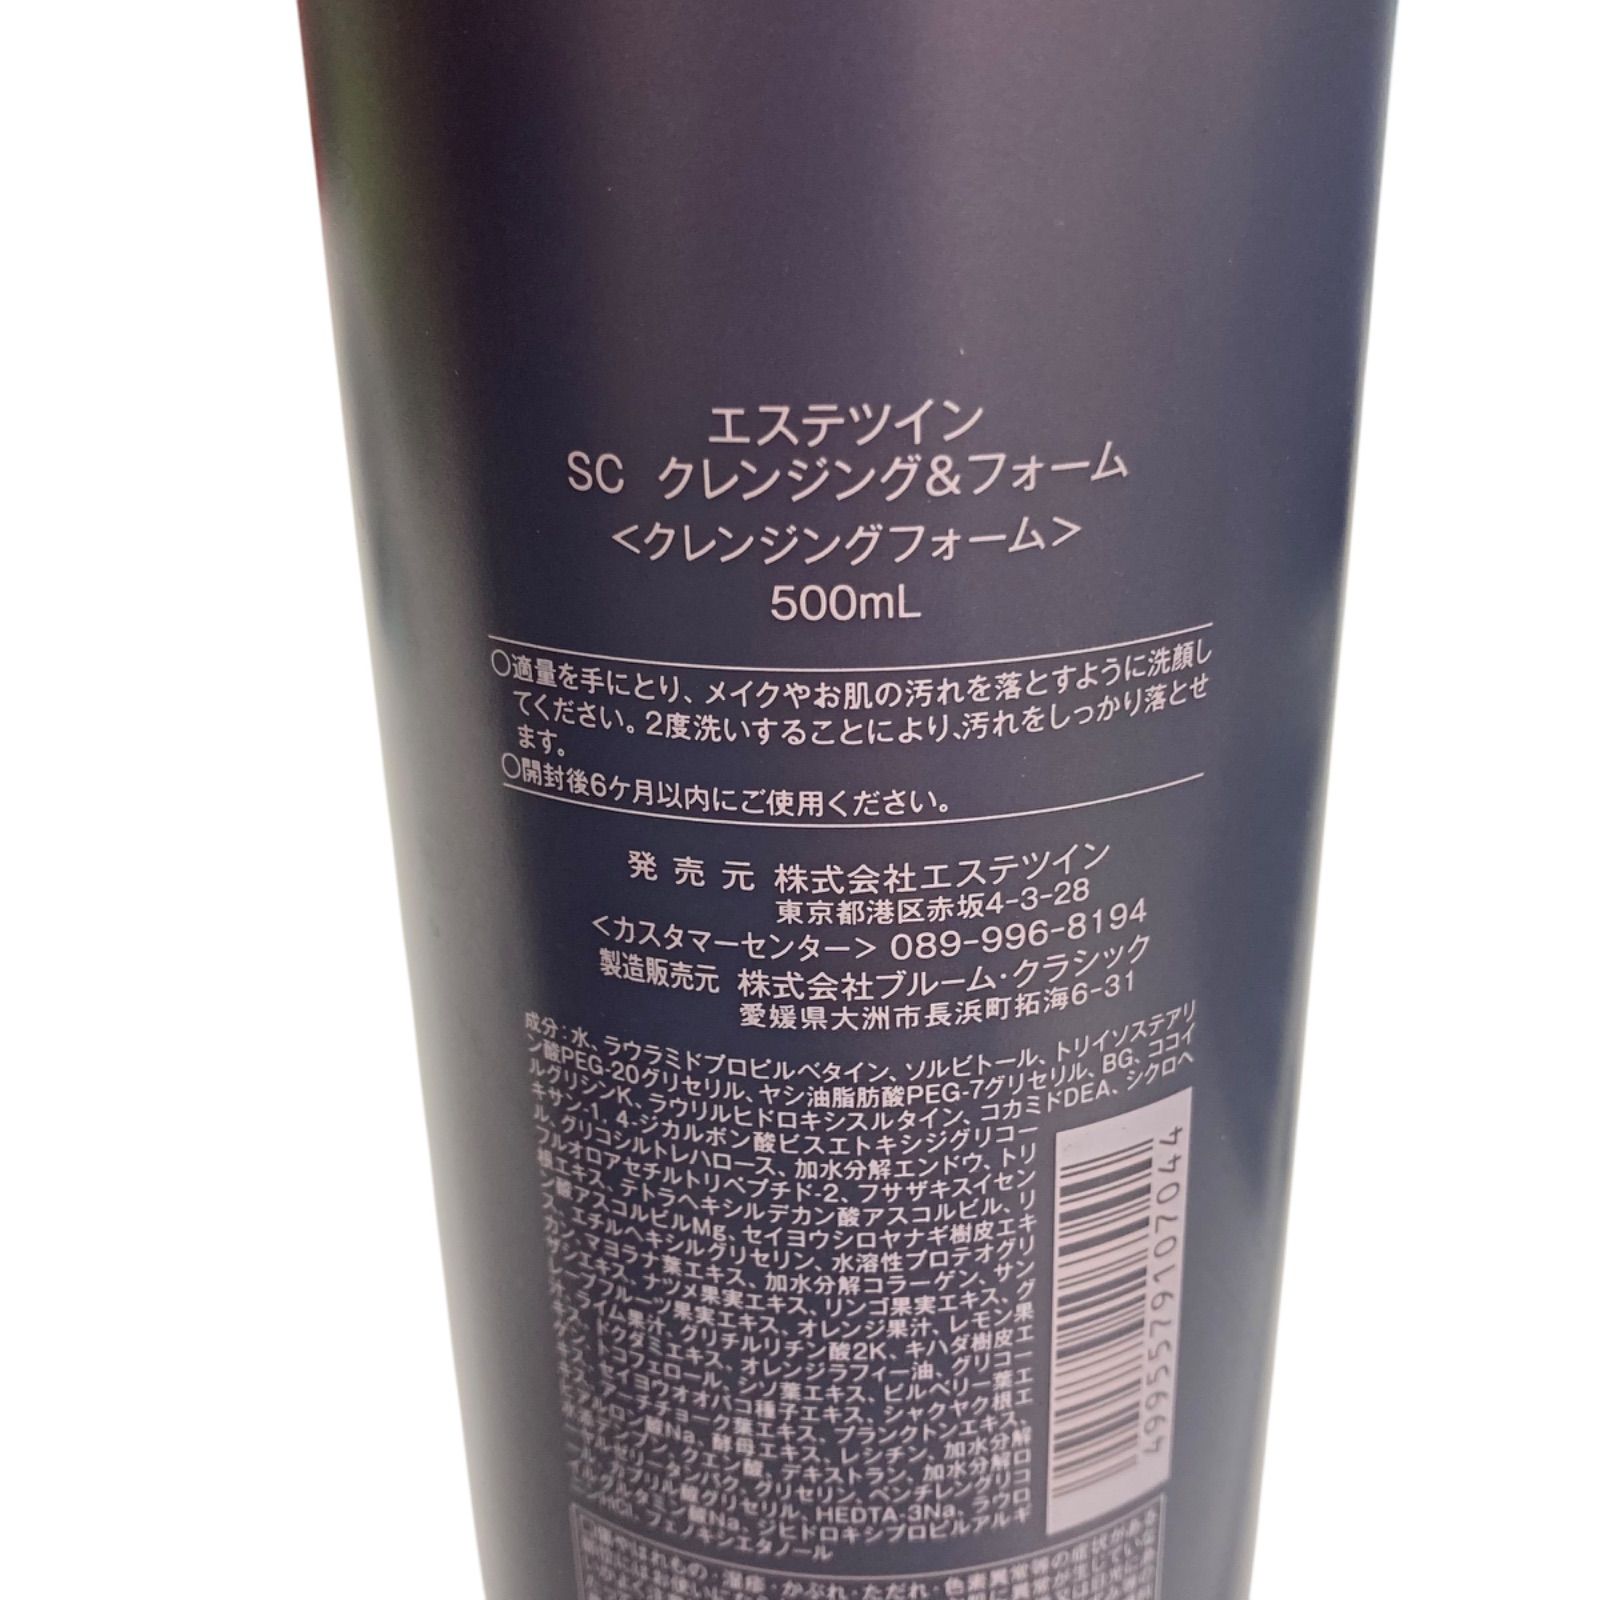 エステツイン
SC クレンジング&フォーム
<クレンジングフォーム>
500mL
○適量を手にとり、メイクやお肌の汚れを落とすように洗顔し
てください。2度洗いすることにより、汚れをしっかり落とせ
ます。
○開封後6ケ月以内にご使用ください。
発売元 株式会社エステツイン
東京都港区赤坂4-3-28
<カスタマーセンター> 089-996-8194
製造販売元 株式会社ブルーム・クラシック
愛媛県大洲市長浜町拓海6-31
成分:水、ラウラミドプロピルベタイン、ソルビトール、トリイソステアリ
ン酸PEG-20グリセリル、ヤシ油脂肪酸PEG-7グリセリル、BG、ココイ
ルグリシンK、ラウリルヒドロキシスルタイン、コカミドDEA、シクロヘ
キサン-1, 4-ジカルボン酸ビスエトキシジグリコー
ル、グリコシルトレハロース、加水分解エンドウ、トリ
フルオロアセチルトリペプチド-2、フサザキスイセン
根エキス、テトラヘキシルデカン酸アスコルビル、リ
ン酸アスコルビルMg、セイヨウシロヤナギ樹皮エキ
ス、エチルヘキシルグリセリン、水溶性プロテオグリ
カン、マヨラナ葉エキス、加水分解コラーゲン、サン
ザシエキス、ナツメ果実エキス、リンゴ果実エキス、グ
レープフルーツ果実エキス、オレンジ果汁、レモン果
汁、ライム果汁、グリチルリチン酸2K、キハダ樹皮エ
キス、ドクダミエキス、オレンジラフィー油、グリコー
ゲン、トコフェロール、シソ葉エキス、ビルベリー葉エ
キス、セイヨウオオバコ種子エキス、シャクヤク根エ
キス、アーチチョーク葉エキス、プランクトンエキス、
ヒアルロン酸Na、酵母エキス、レシチン、加水分解
水添デンプン、クエン酸、デキストラン、加水分解ロ
ーヤルゼリータンパク、グリセリン、ペンチレングリコ
ール、カプリル酸グリセリル、HEDTA-3Na、ラウロ
イルグルタミン酸Na、ジヒドロキシプロピルアルギ
ニンHCl、フェノキシエタノール
4995579107044
○傷やはれもの・湿疹・かぶれ・ただれ・色素異常等の症状がある